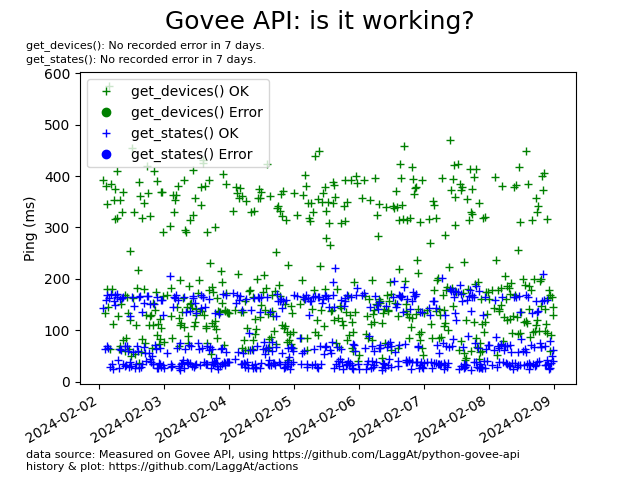 Govee API: is it working?
get_devices(): No recorded error in 7 days.
get_states(): No recorded error in 7 days.
get_devices() OK
get_devices() Error
get_states() OK
get_states() Error
Ping (ms)
600
500
400
300
200
100
0
2024-02-02
2024-02-03
2024-02-04
2024-02-05
2024-02-06
2024-02-07
2024-02-08
2024-02-09
data source: Measured on Govee API, using https://github.com/LaggAt/python-govee-api
history & plot: https://github.com/LaggAt/actions